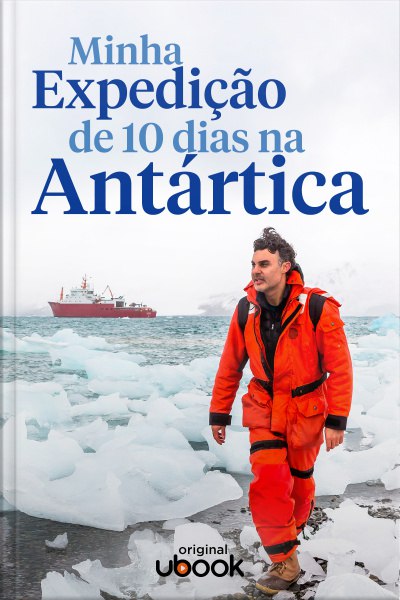 Minha
Expedição
de 10 dias na
Antártica
original
ubook